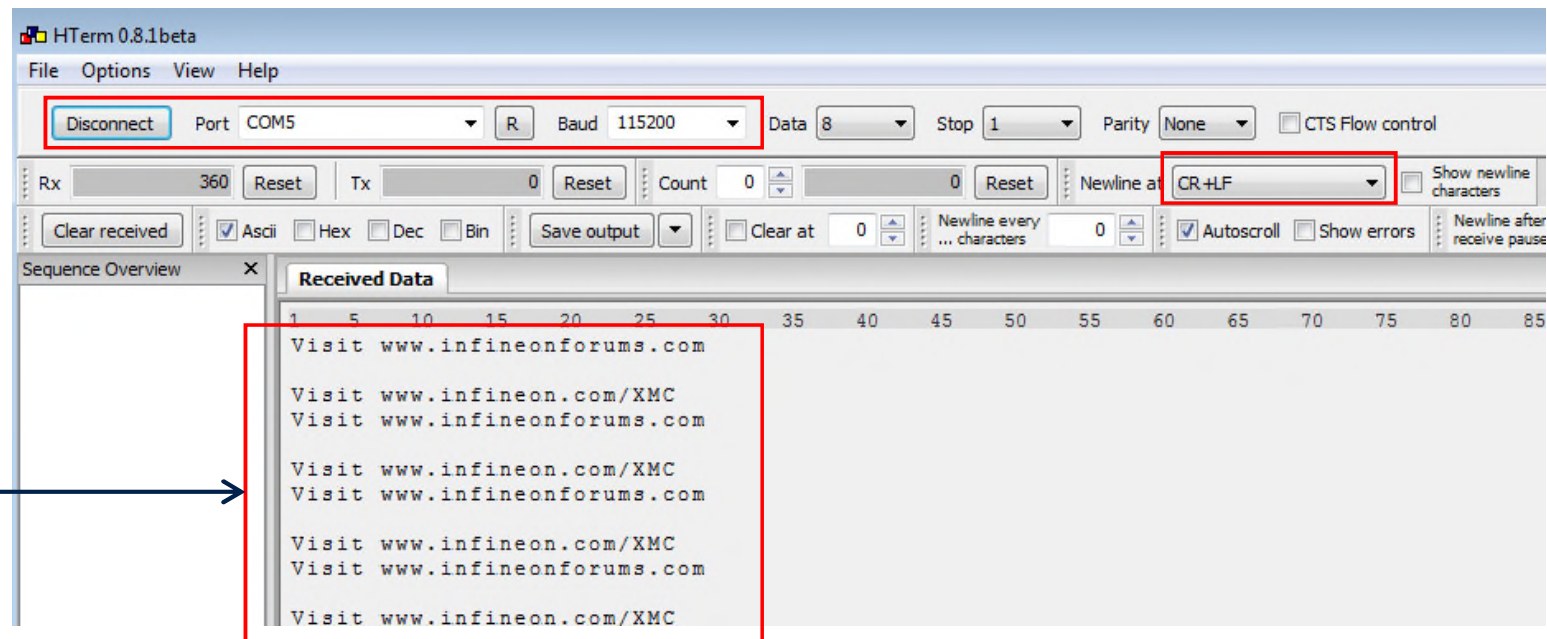 HTerm 0.8.1beta
File Options View Help
Disconnect Port COM5 R Baud 115200 Data 8 Stop 1 Parity None CTS Flow control
Rx 360 Reset Tx 0 Reset Count 0 0 Reset Newline at CR+LF Show newline characters
Clear received Ascii Hex Dec Bin Save output Clear at 0 Newline every ... characters 0 Autoscroll Show errors Newline after receive pause
Sequence Overview X Received Data
1 5 10 15 20 25 30 35 40 45 50 55 60 65 70 75 80 85
Visit www.infineonforums.com
Visit www.infineon.com/XMC
Visit www.infineonforums.com
Visit www.infineon.com/XMC
Visit www.infineonforums.com
Visit www.infineon.com/XMC
Visit www.infineonforums.com
Visit www.infineon.com/XMC